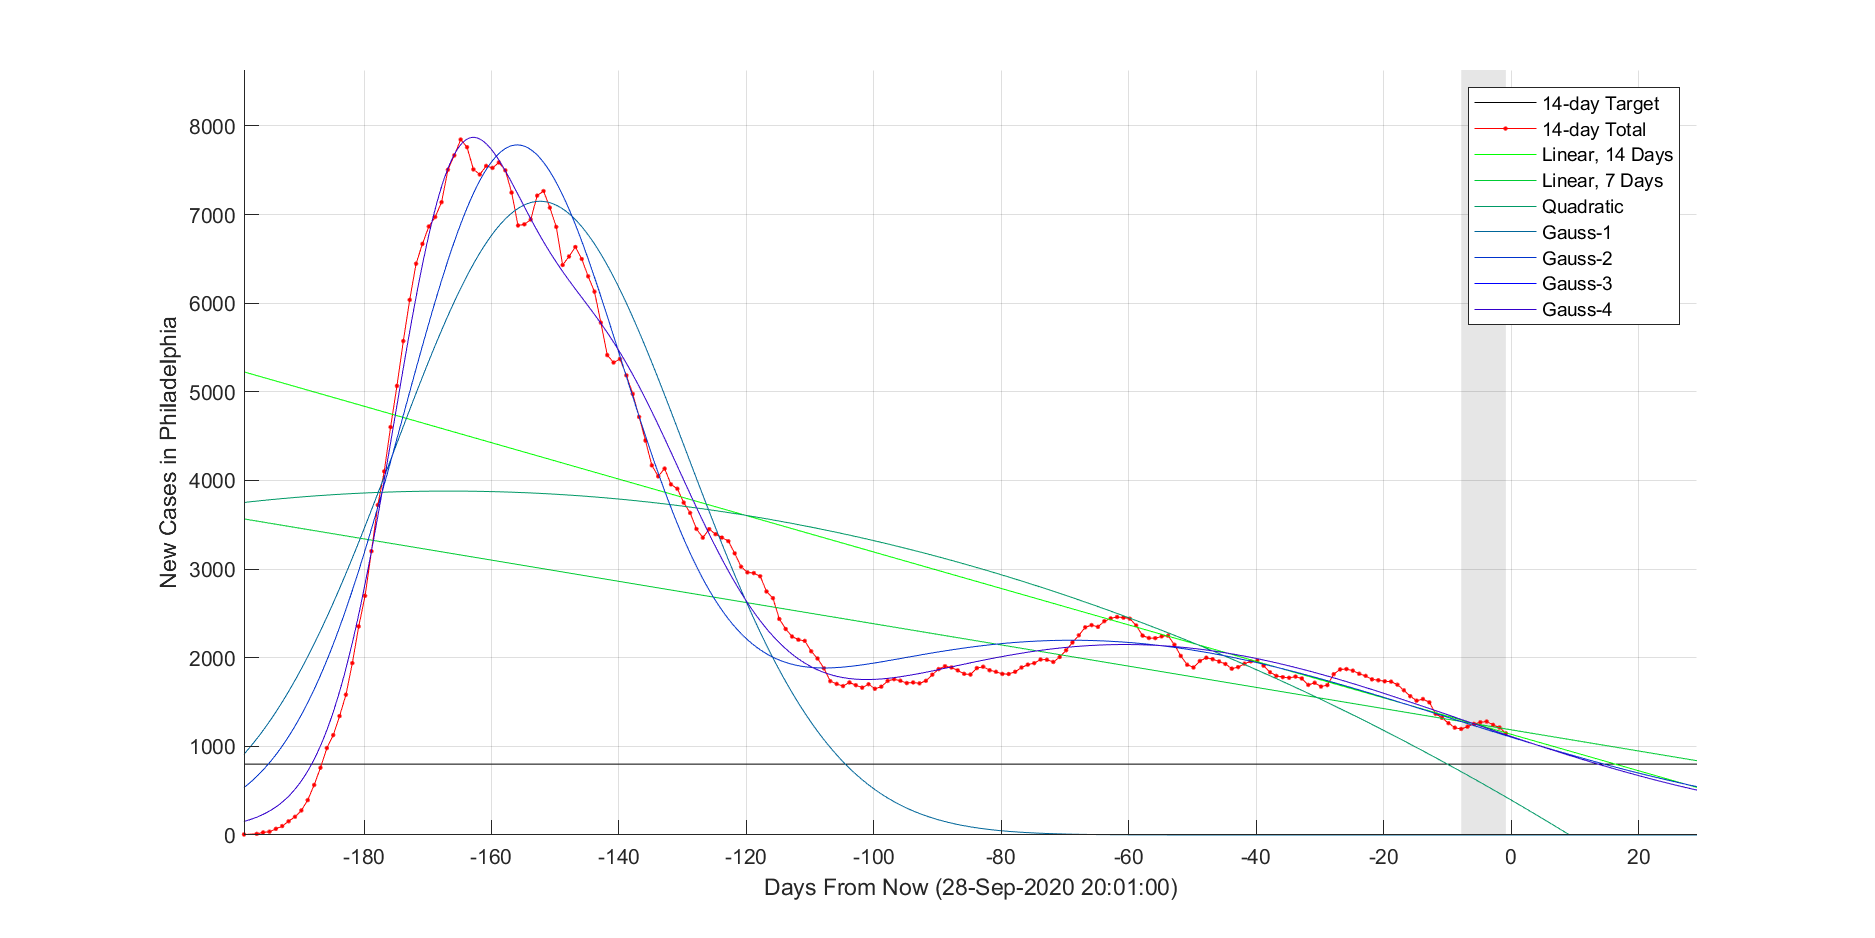 New Cases in Philadelphia
8000
7000
6000
5000
4000
3000
2000
1000
0
-180 -160 -140 -120 -100 -80 -60 -40 -20 0 20
Days From Now (28-Sep-2020 20:01:00)
14-day Target
14-day Total
Linear, 14 Days
Linear, 7 Days
Quadratic
Gauss-1
Gauss-2
Gauss-3
Gauss-4